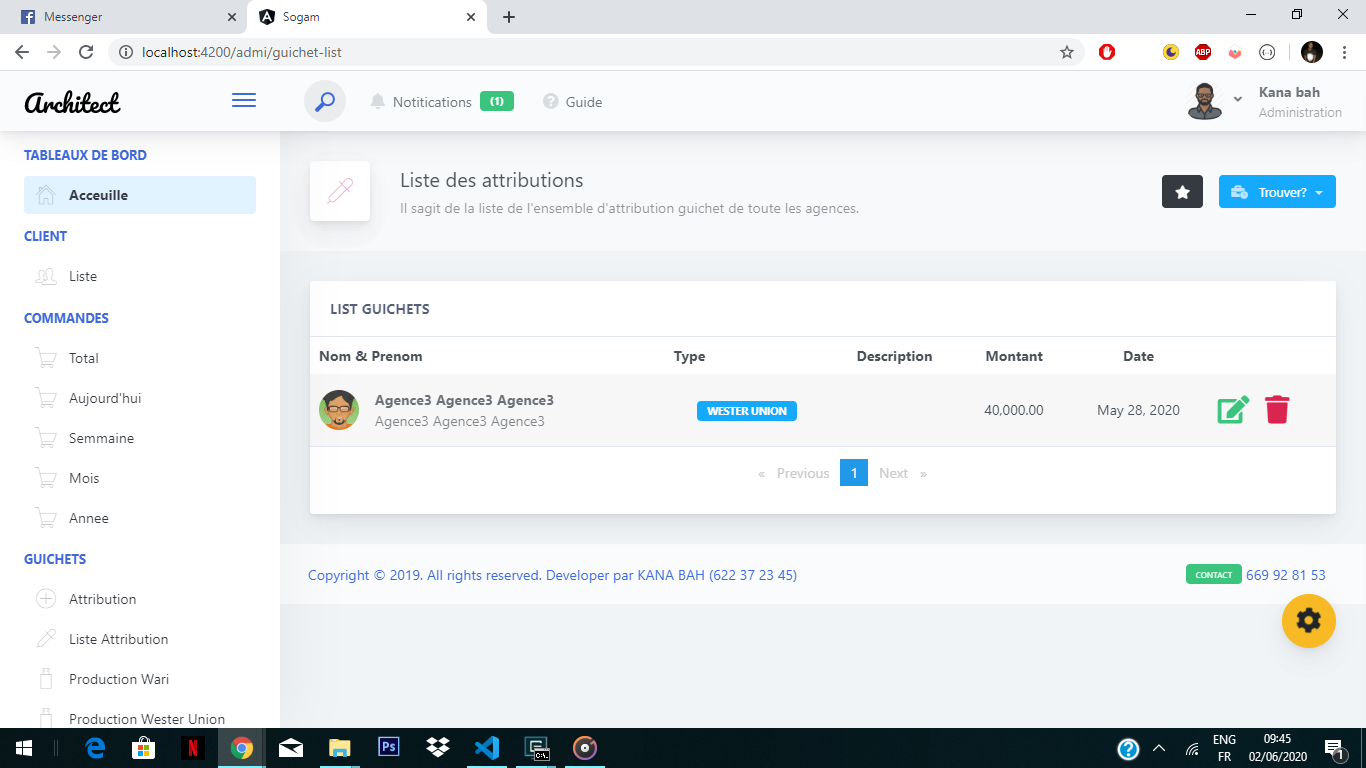 Messenger
Sogam
localhost:4200/admi/guichet-list
ABP
Architect
Notitications (1)
Guide
Kana bah
Administration
TABLEAUX DE BORD
Acceuille
CLIENT
Liste
COMMANDES
Total
Aujourd'hui
Semmaine
Mois
Annee
GUICHETS
Attribution
Liste Attribution
Production Wari
Production Wester Union
Liste des attributions
Il sagit de la liste de l'ensemble d'attribution guichet de toute les agences.
Trouver?
LIST GUICHETS
Nom & Prenom Type Description Montant Date
Agence3 Agence3 Agence3
Agence3 Agence3 Agence3
WESTER UNION
40,000.00
May 28, 2020
« Previous 1 Next »
Copyright © 2019. All rights reserved. Developer par KANA BAH (622 37 23 45)
CONTACT 669 92 81 53
N
Ps
C:\.
ENG
FR
09:45
02/06/2020
1